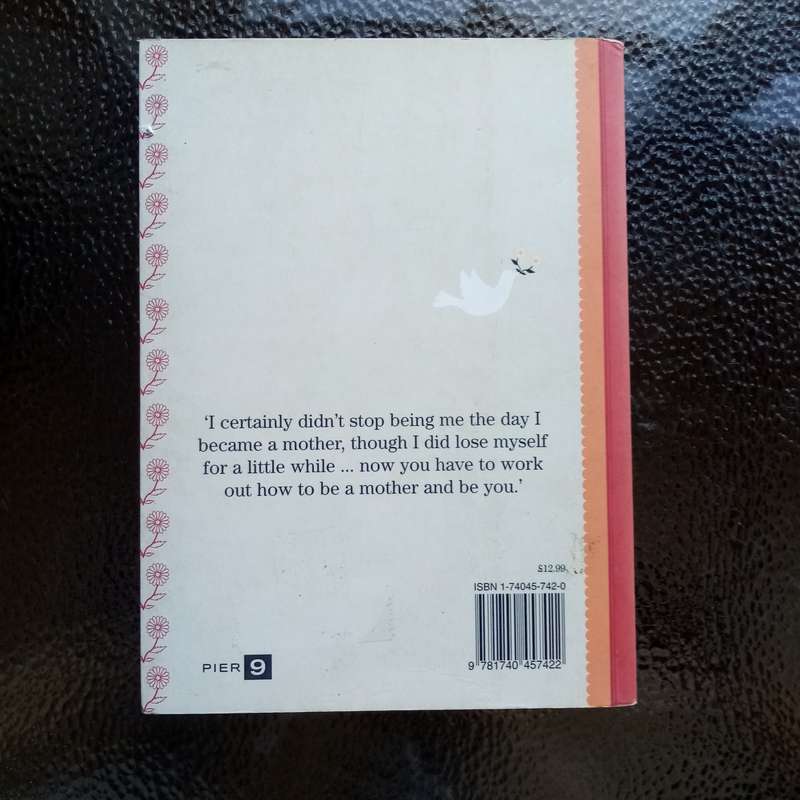 ‘I certainly didn’t stop being me the day I
became a mother, though I did lose myself
for a little while ... now you have to work
out how to be a mother and be you.’
£12.99
ISBN 1-74045-742-0
9 781740 457422
PIER 9